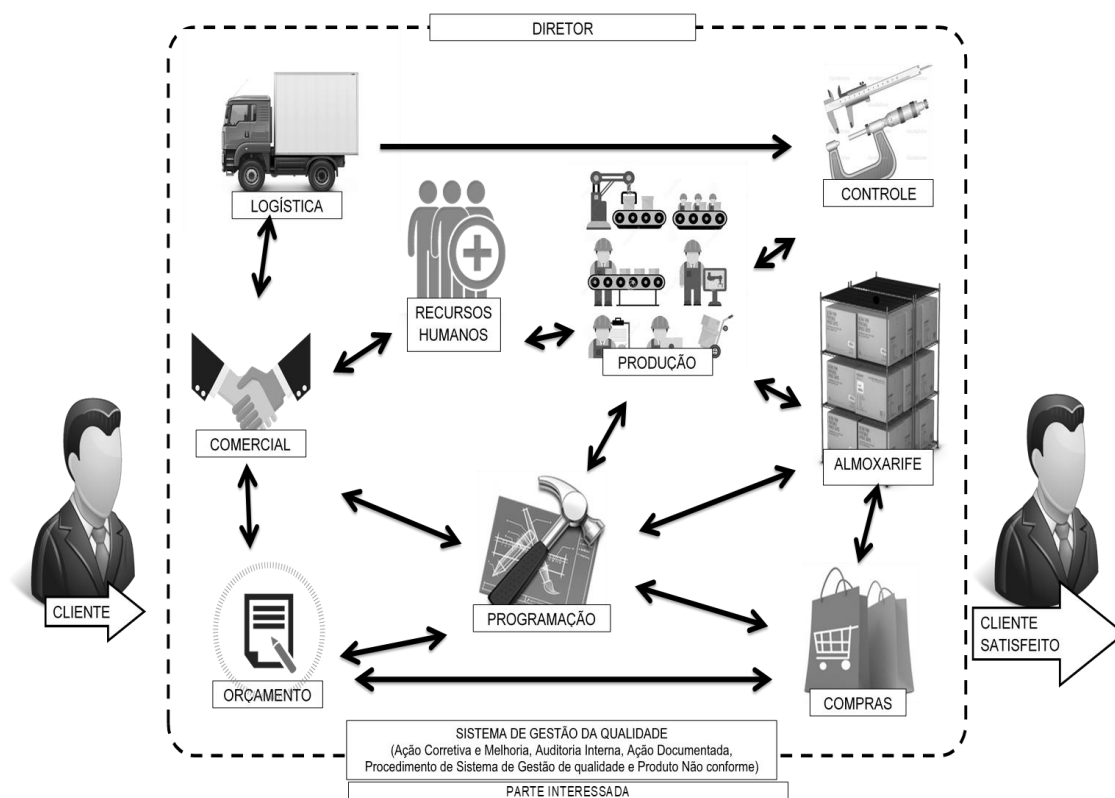 DIRETOR
LOGÍSTICA
CONTROLE
RECURSOS
HUMANOS
PRODUÇÃO
COMERCIAL
ALMOXARIFE
CLIENTE
PROGRAMAÇÃO
CLIENTE
SATISFEITO
ORÇAMENTO
COMPRAS
SISTEMA DE GESTÃO DA QUALIDADE
(Ação Corretiva e Melhoria, Auditoria Interna, Ação Documentada,
Procedimento de Sistema de Gestão de qualidade e Produto Não conforme)
PARTE INTERESSADA